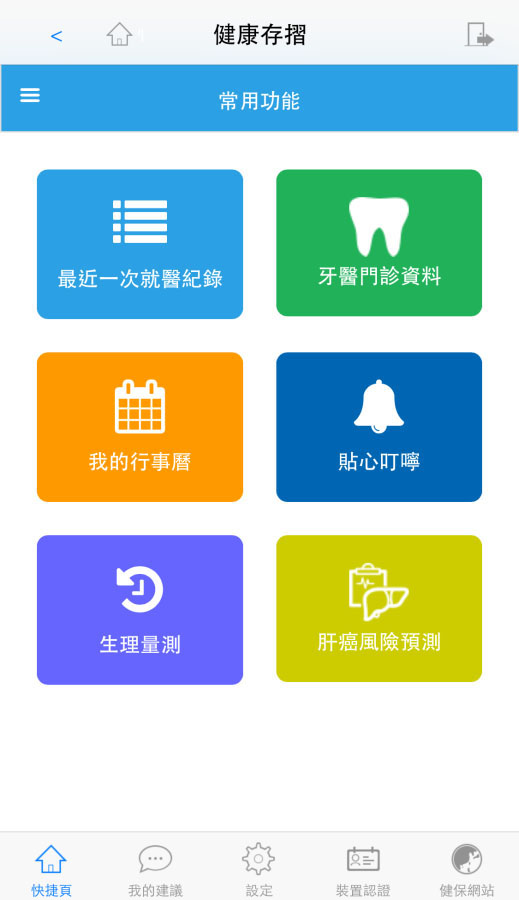 <
健康存摺
常用功能
最近一次就醫紀錄
牙醫門診資料
我的行事曆
貼心叮嚀
生理量測
肝癌風險預測
快捷頁
我的建議
設定
裝置認證
健保網站